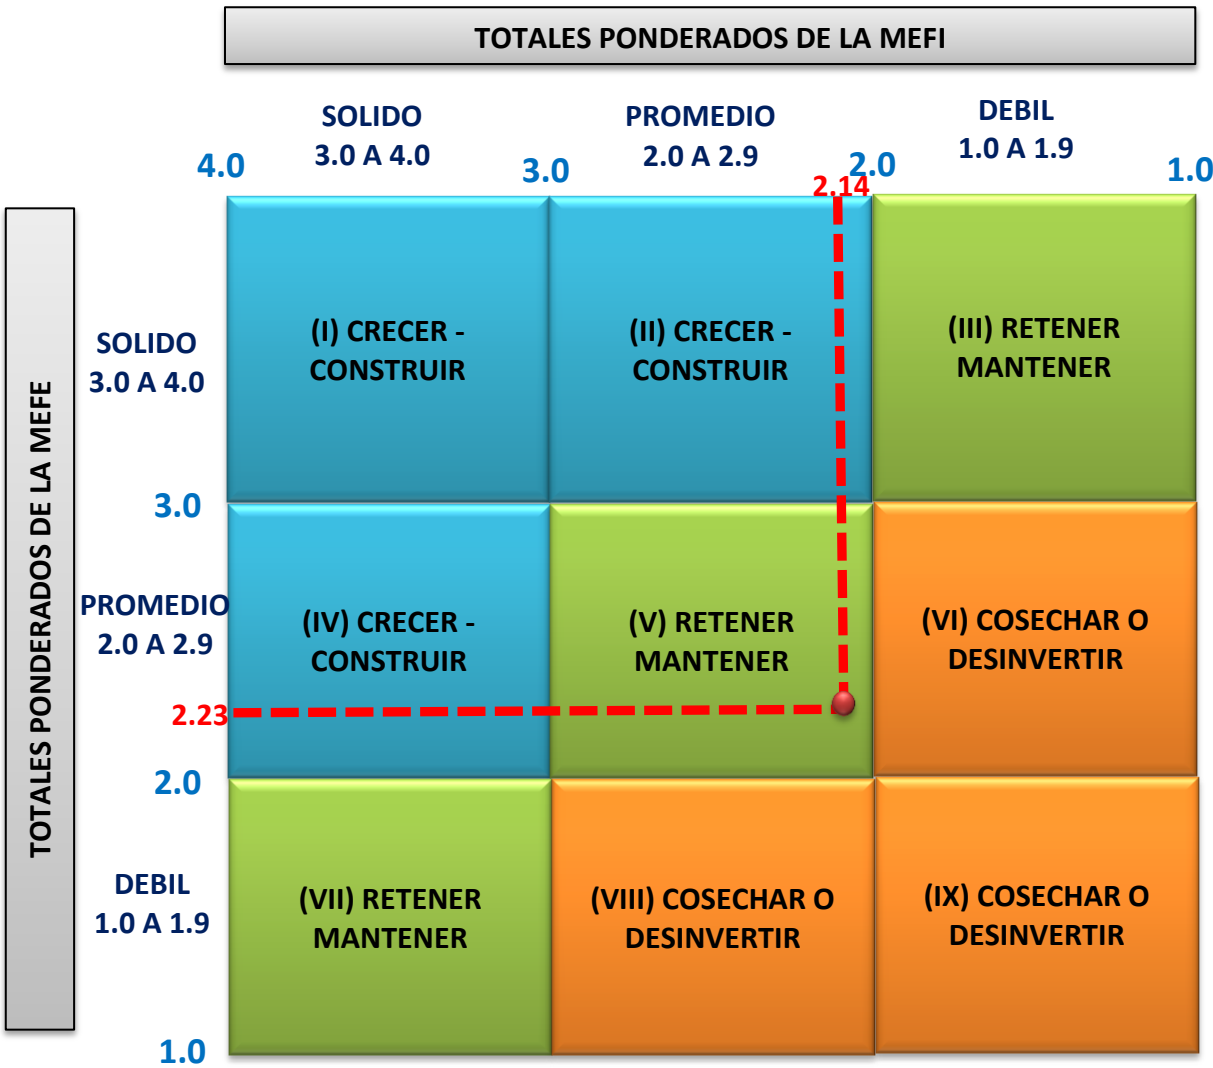 TOTALES PONDERADOS DE LA MEFI
SOLIDO
3.0 A 4.0
PROMEDIO
2.0 A 2.9
DEBIL
1.0 A 1.9
4.0
3.0
2.0
1.0
2.14
TOTALES PONDERADOS DE LA MEFE
SOLIDO
3.0 A 4.0
(I) CRECER -
CONSTRUIR
(II) CRECER -
CONSTRUIR
(III) RETENER
MANTENER
3.0
PROMEDIO
2.0 A 2.9
(IV) CRECER -
CONSTRUIR
(V) RETENER
MANTENER
(VI) COSECHAR O
DESINVERTIR
2.23
2.0
DEBIL
1.0 A 1.9
(VII) RETENER
MANTENER
(VIII) COSECHAR O
DESINVERTIR
(IX) COSECHAR O
DESINVERTIR
1.0